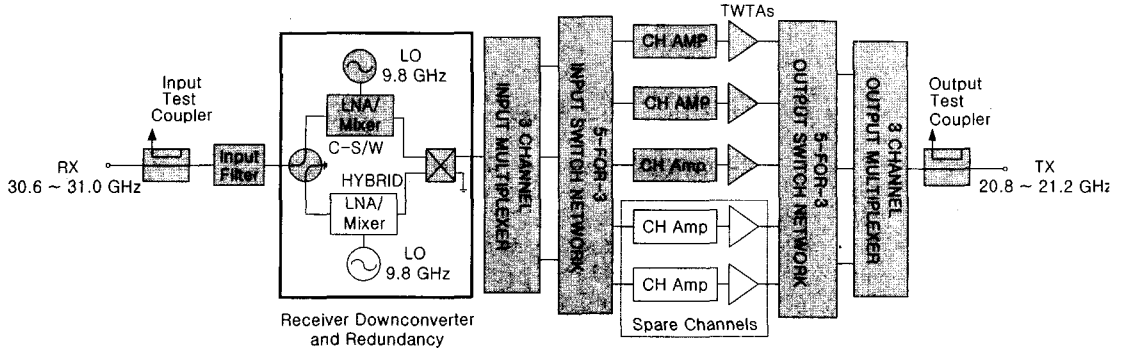 TWTAs
LO
9.8 GHz
Input
Test
Coupler
LNA/
Mixer
C-S/W
RX
30.6 ~ 31.0 GHz
Input
Filter
HYBRID
LNA/
Mixer
LO
9.8 GHz
Receiver Downconverter
and Redundancy
3 CHANNEL
INPUT MULTIPLEXER
5-FOR-3
INPUT SWITCH NETWORK
CH AMP
CH AMP
CH Amp
CH Amp
CH Amp
Spare Channels
5-FOR-3
OUTPUT SWITCH NETWORK
3 CHANNEL
OUTPUT MULTIPLEXER
Output
Test
Coupler
TX
20.8 ~ 21.2 GHz